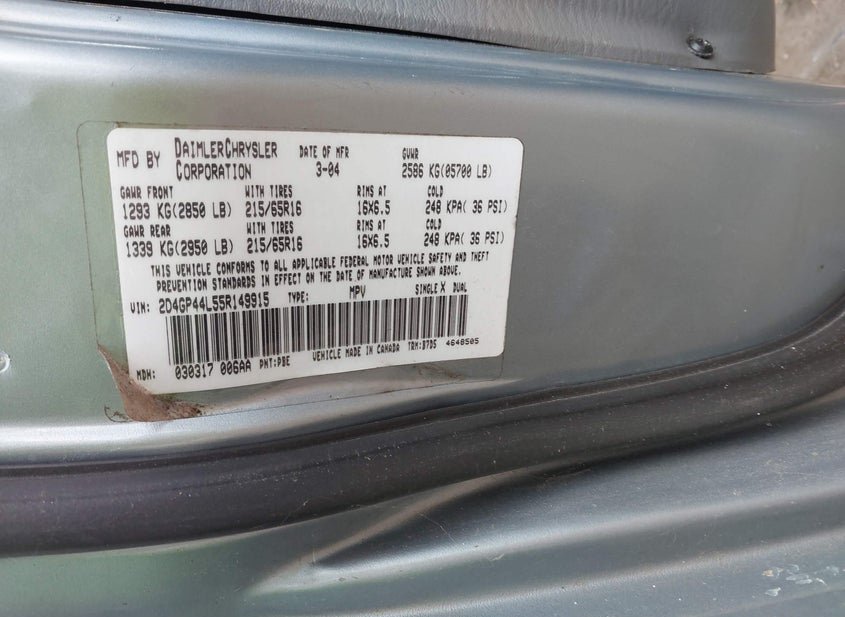 MFD BY DAIMLERCHRYSLER CORPORATION DATE OF MFR 3-04 GVWR 2586 KG(05700 LB)
GAWR FRONT WITH TIRES RIMS AT COLD
1293 KG(2850 LB) 215/65R16 16X6.5 248 KPA( 36 PSI)
GAWR REAR WITH TIRES RIMS AT COLD
1339 KG(2950 LB) 215/65R16 16X6.5 248 KPA( 36 PSI)
THIS VEHICLE CONFORMS TO ALL APPLICABLE FEDERAL MOTOR VEHICLE SAFETY AND THEFT
PREVENTION STANDARDS IN EFFECT ON THE DATE OF MANUFACTURE SHOWN ABOVE.
VIN: 2D4GP44L55R149915 TYPE: MPV SINGLE X DUAL
MDH: 030317 006AA PNT:PBE VEHICLE MADE IN CANADA TRM:B7D5 4648505